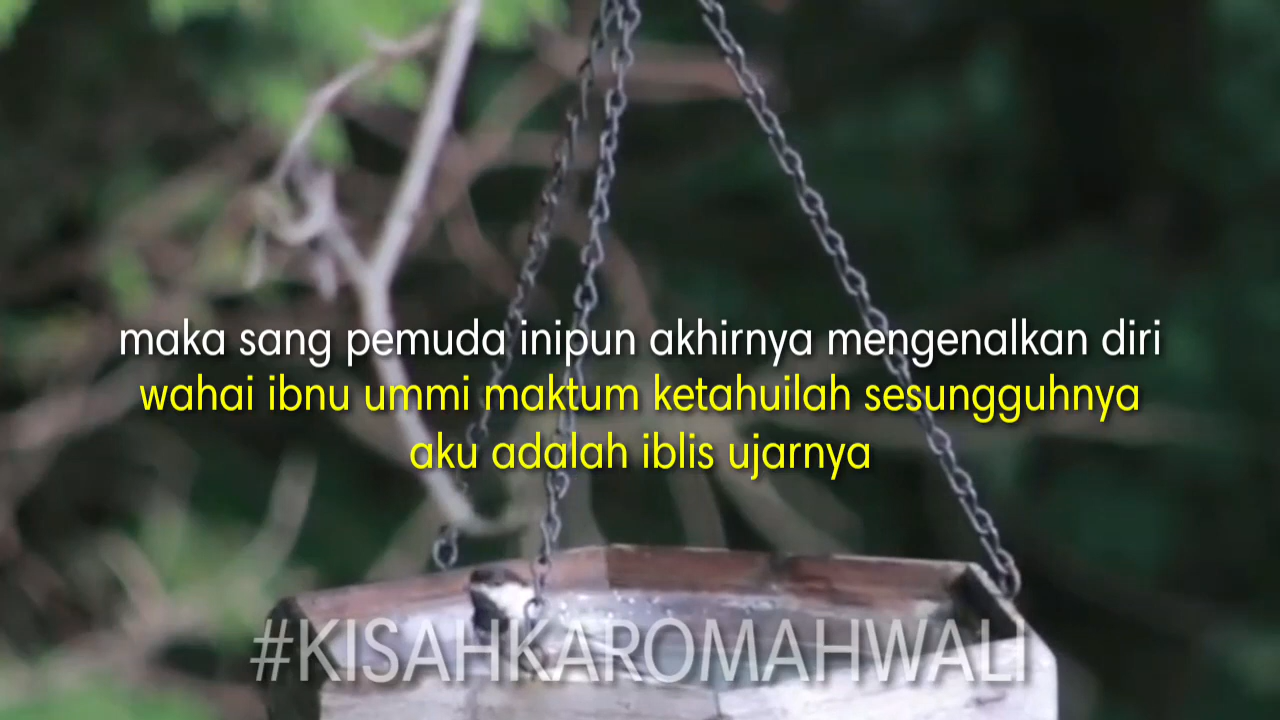 maka sang pemuda inipun akhirnya mengenalkan diri
wahai ibnu ummi maktum ketahuilah sesungguhnya
aku adalah iblis ujarnya
#KISAHKAROMAHWALI